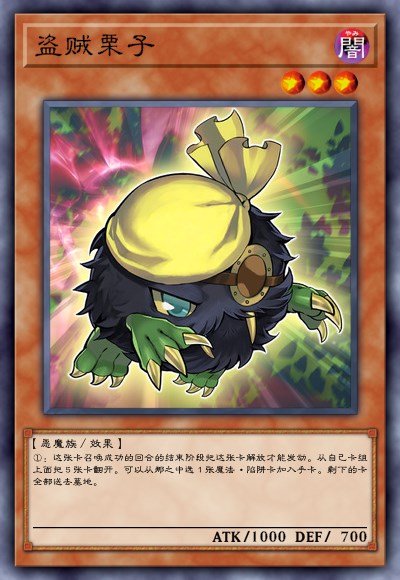 盗贼栗子
やみ
闇
【恶魔族／效果】
①：这张卡召唤成功的回合的结束阶段把这张卡解放才能发动。从自己卡组
上面把5张卡翻开。可以从那之中选1张魔法·陷阱卡加入手卡。剩下的卡
全部送去墓地。
ATK/1000 DEF/ 700